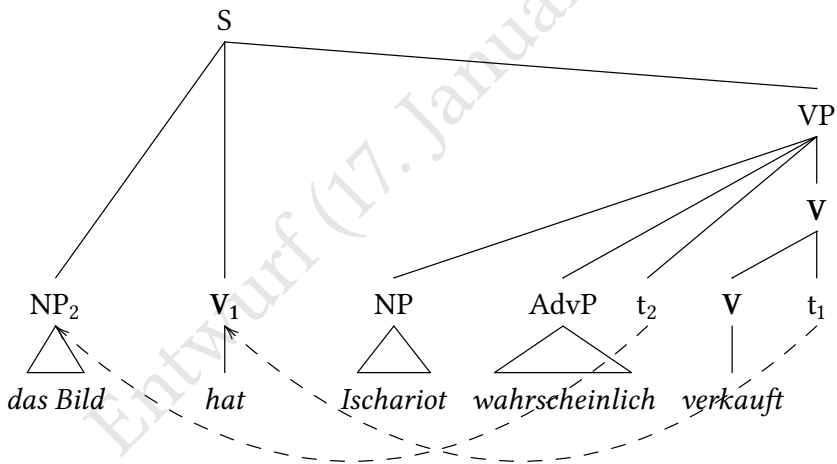 S
VP
V
NP₂ V₁ NP AdvP t₂ V t₁
das Bild hat Ischariot wahrscheinlich verkauft
Entwurf (17. Januar